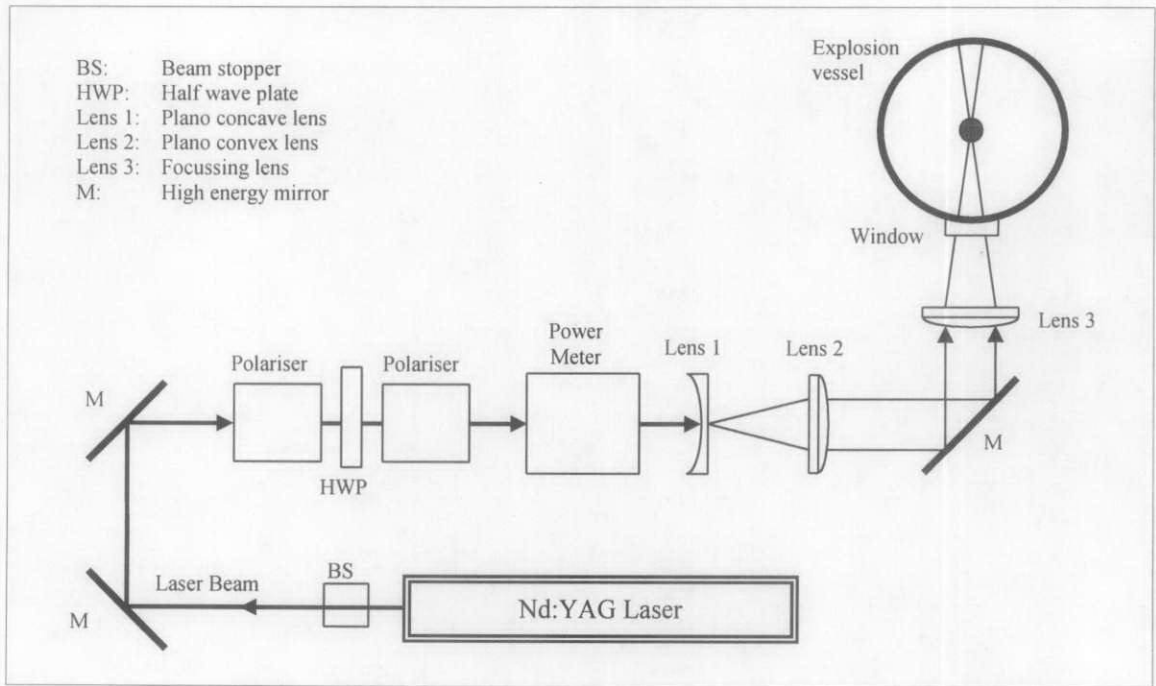 BS: Beam stopper
HWP: Half wave plate
Lens 1: Plano concave lens
Lens 2: Plano convex lens
Lens 3: Focussing lens
M: High energy mirror
Explosion
vessel
Window
Lens 3
Power
Meter
Lens 1
Lens 2
Polariser
Polariser
M
M
HWP
BS
Laser Beam
Nd:YAG Laser
M